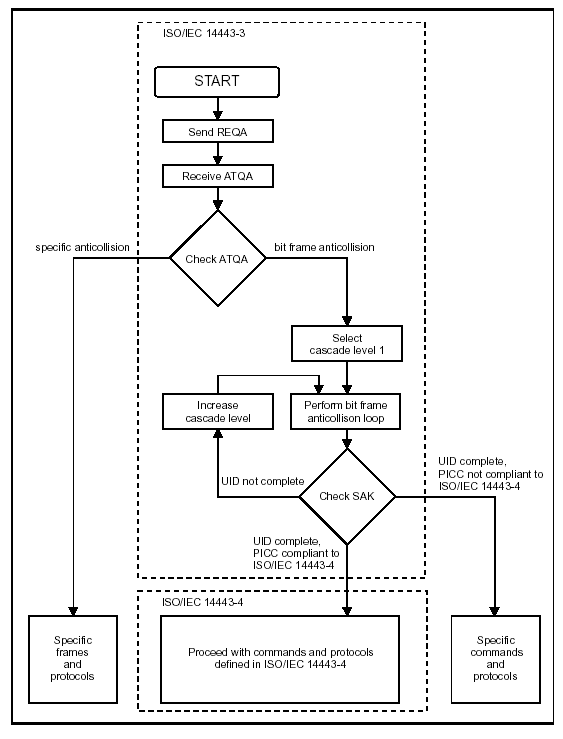 ISO/IEC 14443-3
START
Send REQA
Receive ATQA
specific anticollision
bit frame anticollision
Check ATQA
Select
cascade level 1
Increase
cascade level
Perform bit frame
anticollison loop
UID not complete
Check SAK
UID complete,
PICC not compliant to
ISO/IEC 14443-4
UID complete,
PICC compliant to
ISO/IEC 14443-4
ISO/IEC 14443-4
Specific
frames
and
protocols
Proceed with commands and protocols
defined in ISO/IEC 14443-4
Specific
commands
and
protocols